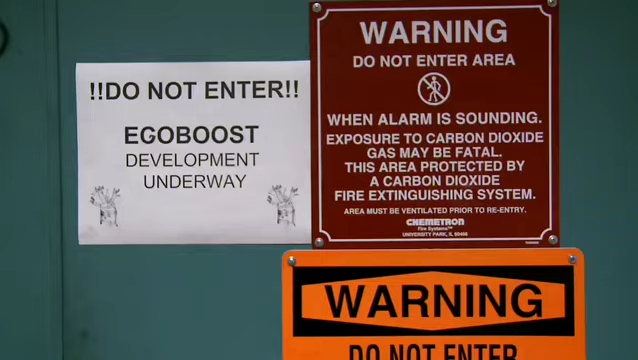 !!DO NOT ENTER!!
EGOBOOST
DEVELOPMENT
UNDERWAY
WARNING
DO NOT ENTER AREA
WHEN ALARM IS SOUNDING.
EXPOSURE TO CARBON DIOXIDE
GAS MAY BE FATAL.
THIS AREA PROTECTED BY
A CARBON DIOXIDE
FIRE EXTINGUISHING SYSTEM.
AREA MUST BE VENTILATED PRIOR TO RE-ENTRY.
CHEMETRON
Fire Systems™
UNIVERSITY PARK, IL 60466
WARNING
DO NOT ENTER